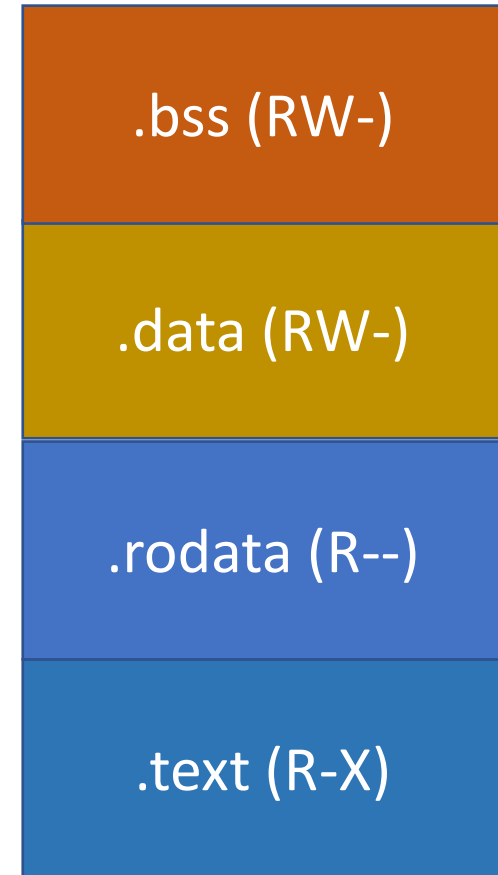 .bss (RW-)
.data (RW-)
.rodata (R--)
.text (R-X)